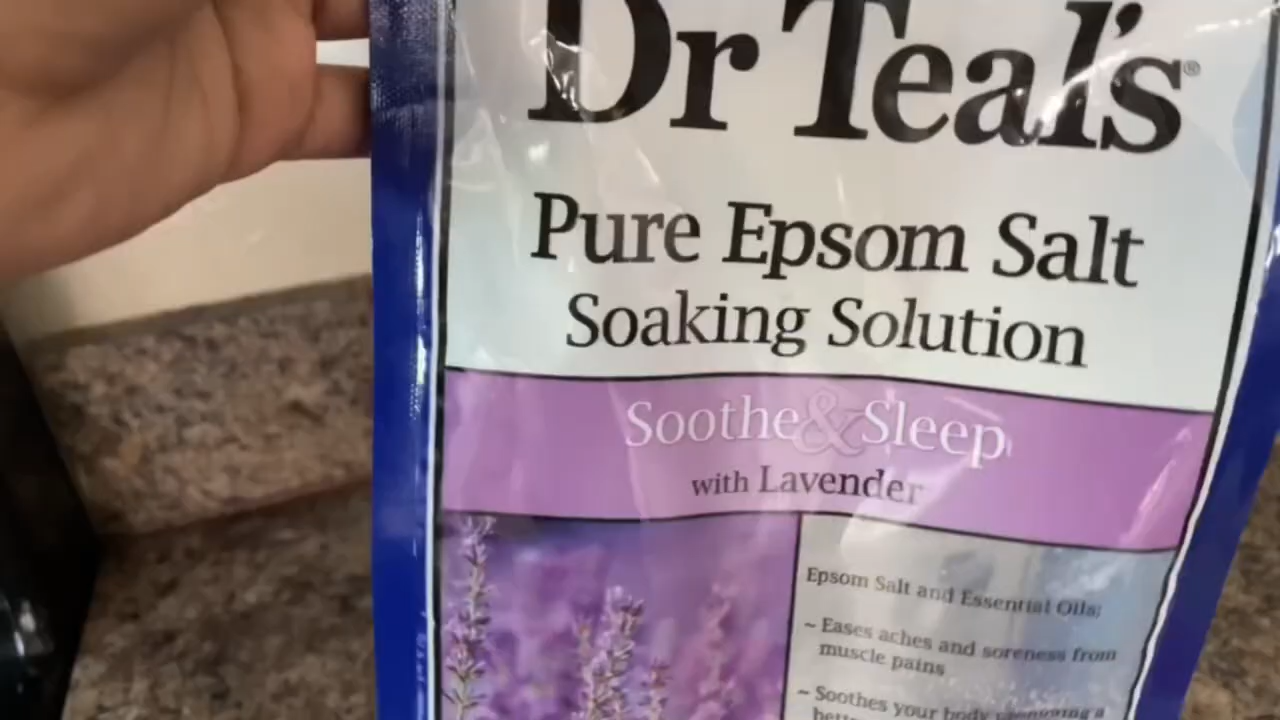 Dr Teal's®
Pure Epsom Salt
Soaking Solution
Soothe & Sleep
with Lavender
Epsom Salt and Essential Oils:
~ Eases aches and soreness from
muscle pains
~ Soothes your body